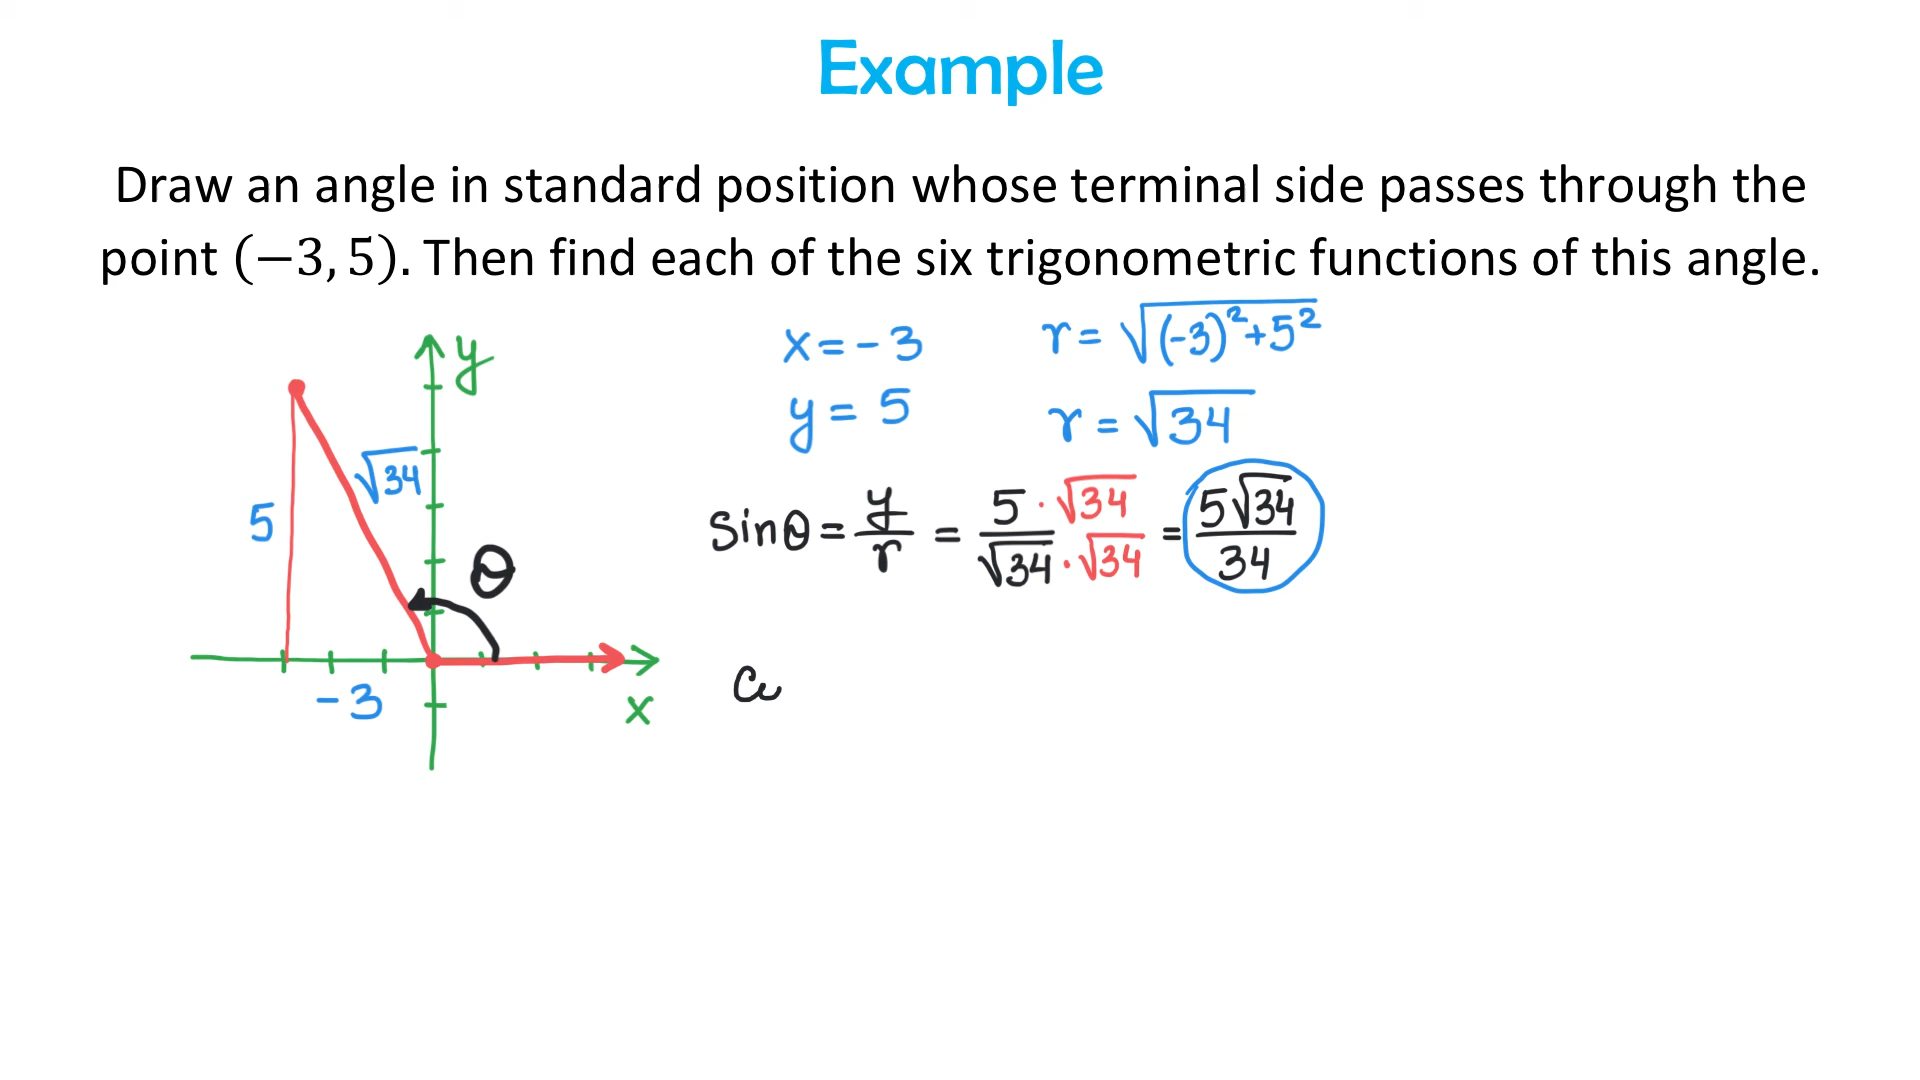 Example
Draw an angle in standard position whose terminal side passes through the
point (−3, 5). Then find each of the six trigonometric functions of this angle.
x = -3
r = √((-3)²+5²)
y = 5
r = √34
y
√34
5
θ
-3
x
sinθ = y/r = (5 · √34)/(√34 · √34) = (5√34)/34